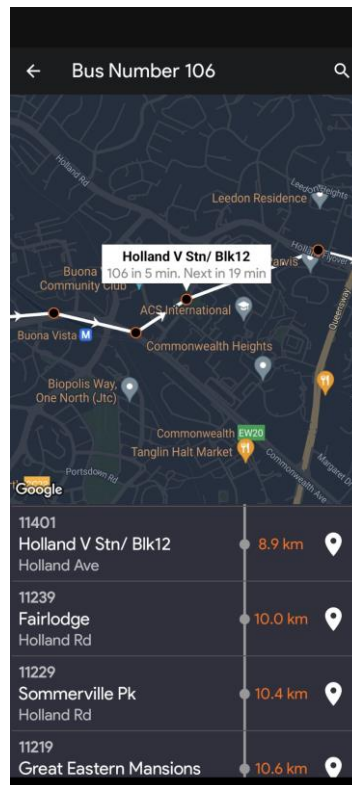 Bus Number 106
Holland Rd
Leedon Heights
Leedon Residence
Holland V Stn/ Blk12
106 in 5 min. Next in 19 min
Buona
Community Club
ACS International
Queensway
Buona Vista M
Commonwealth Heights
Biopolis Way,
One North (Jtc)
Commonwealth EW20
Tanglin Halt Market
Portsdown Rd
Commonwealth Ave
Google
11401
Holland V Stn/ Blk12
Holland Ave
8.9 km
11239
Fairlodge
Holland Rd
10.0 km
11229
Sommerville Pk
Holland Rd
10.4 km
11219
Great Eastern Mansions
10.6 km